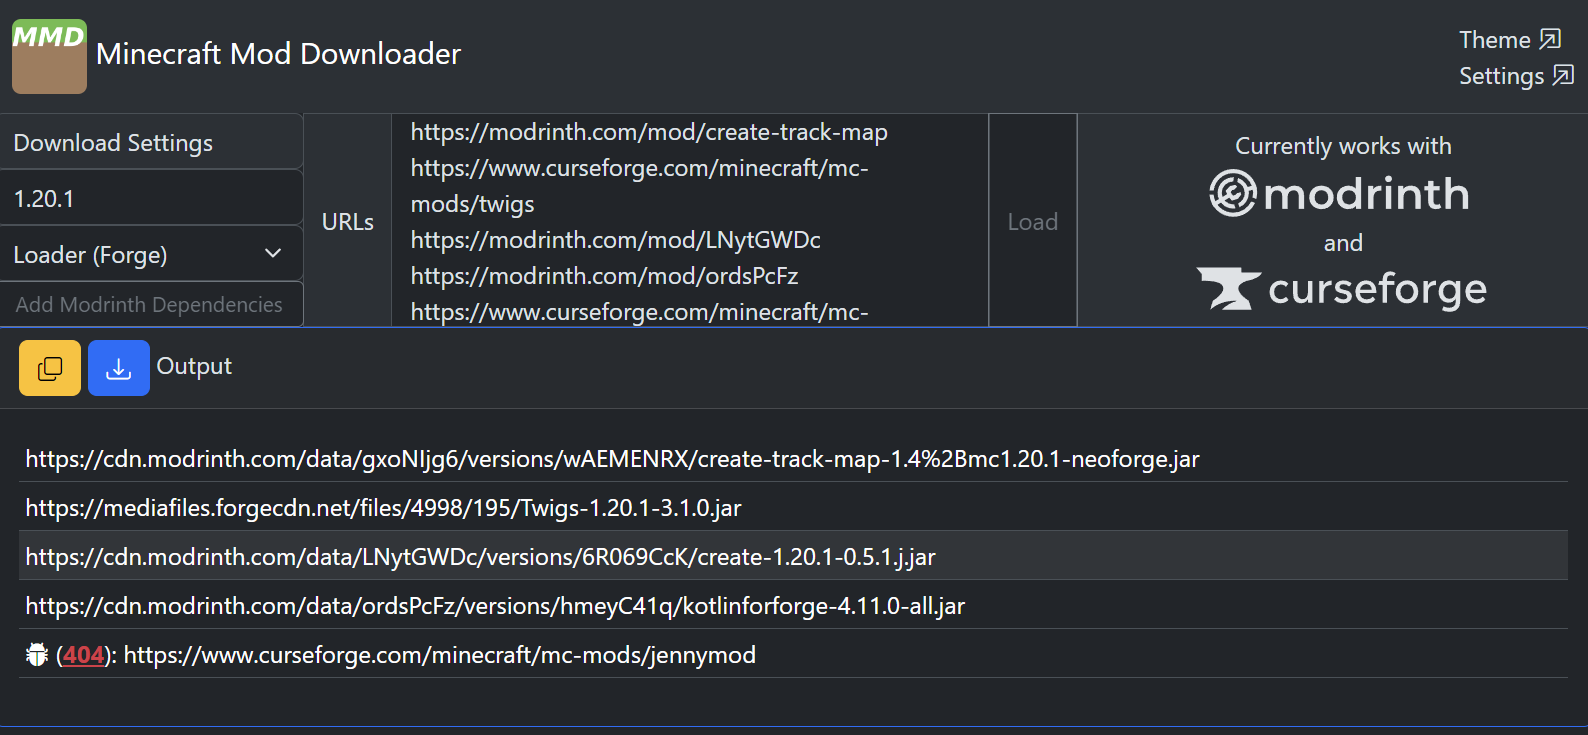 MMD
Minecraft Mod Downloader
Theme
Settings
Download Settings
1.20.1
Loader (Forge)
Add Modrinth Dependencies
URLs
https://modrinth.com/mod/create-track-map
https://www.curseforge.com/minecraft/mc-
mods/twigs
https://modrinth.com/mod/LNytGWDc
https://modrinth.com/mod/ordsPcFz
https://www.curseforge.com/minecraft/mc-
Load
Currently works with
modrinth
and
curseforge
Output
https://cdn.modrinth.com/data/gxoNIjg6/versions/wAEMENRX/create-track-map-1.4%2Bmc1.20.1-neoforge.jar
https://mediafiles.forgecdn.net/files/4998/195/Twigs-1.20.1-3.1.0.jar
https://cdn.modrinth.com/data/LNytGWDc/versions/6R069CcK/create-1.20.1-0.5.1.j.jar
https://cdn.modrinth.com/data/ordsPcFz/versions/hmeyC41q/kotlinforforge-4.11.0-all.jar
(404): https://www.curseforge.com/minecraft/mc-mods/jennymod